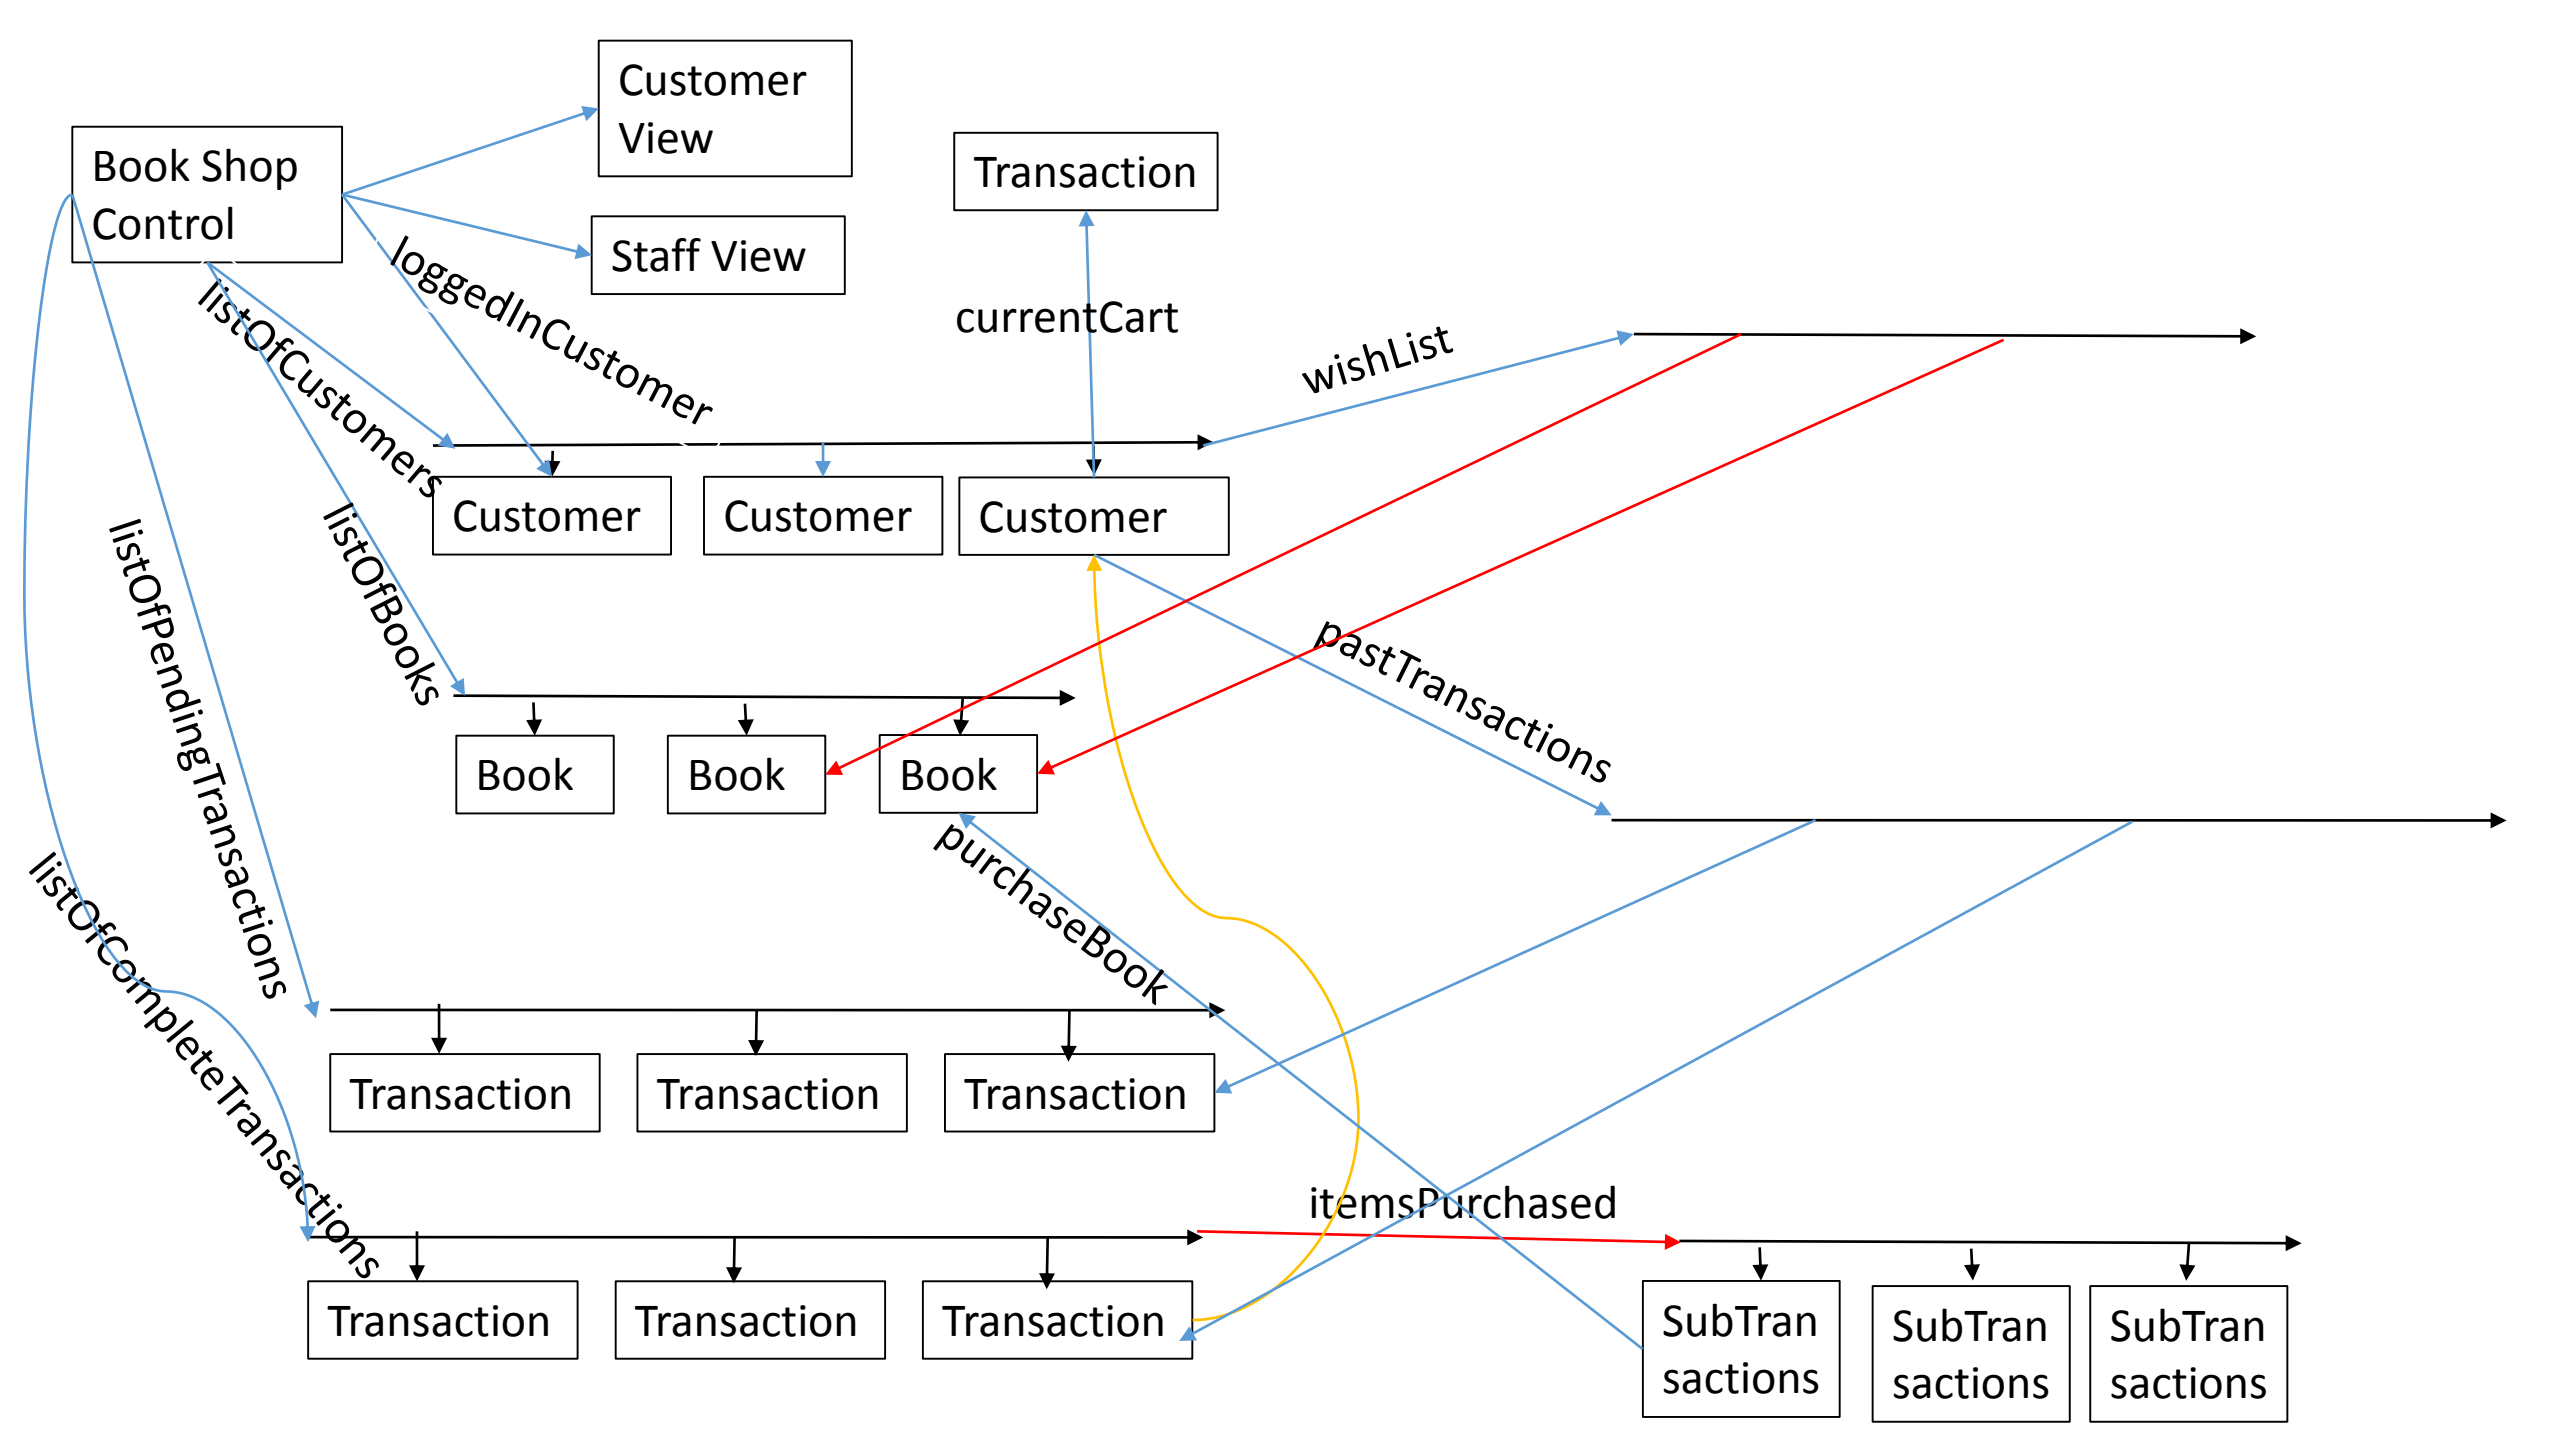 Customer
View
Book Shop
Control
Transaction
Staff View
loggedInCustomer
listOfCustomers
currentCart
wishList
Customer
Customer
Customer
listOfBooks
listOfPendingTransactions
pastTransactions
Book
Book
Book
purchaseBook
listOfCompleteTransactions
Transaction
Transaction
Transaction
itemsPurchased
Transaction
Transaction
Transaction
SubTran
sactions
SubTran
sactions
SubTran
sactions